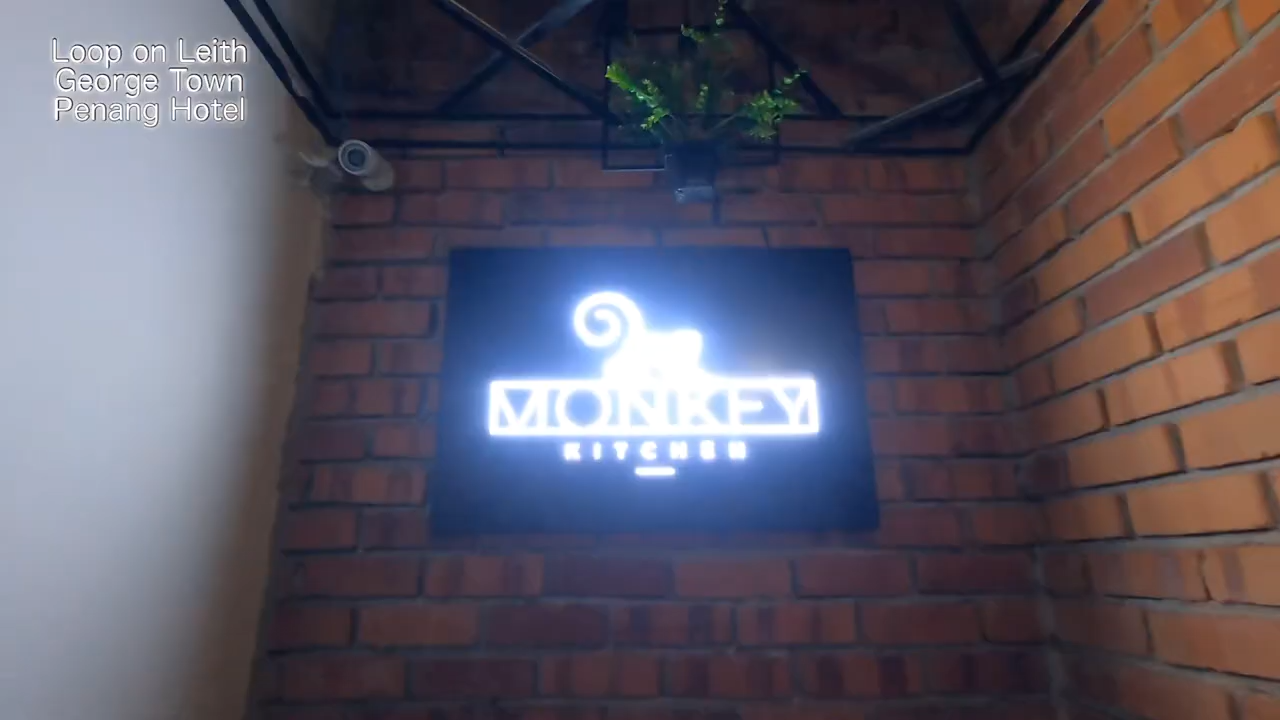 Loop on Leith
George Town
Penang Hotel
MONKEY
KITCHEN